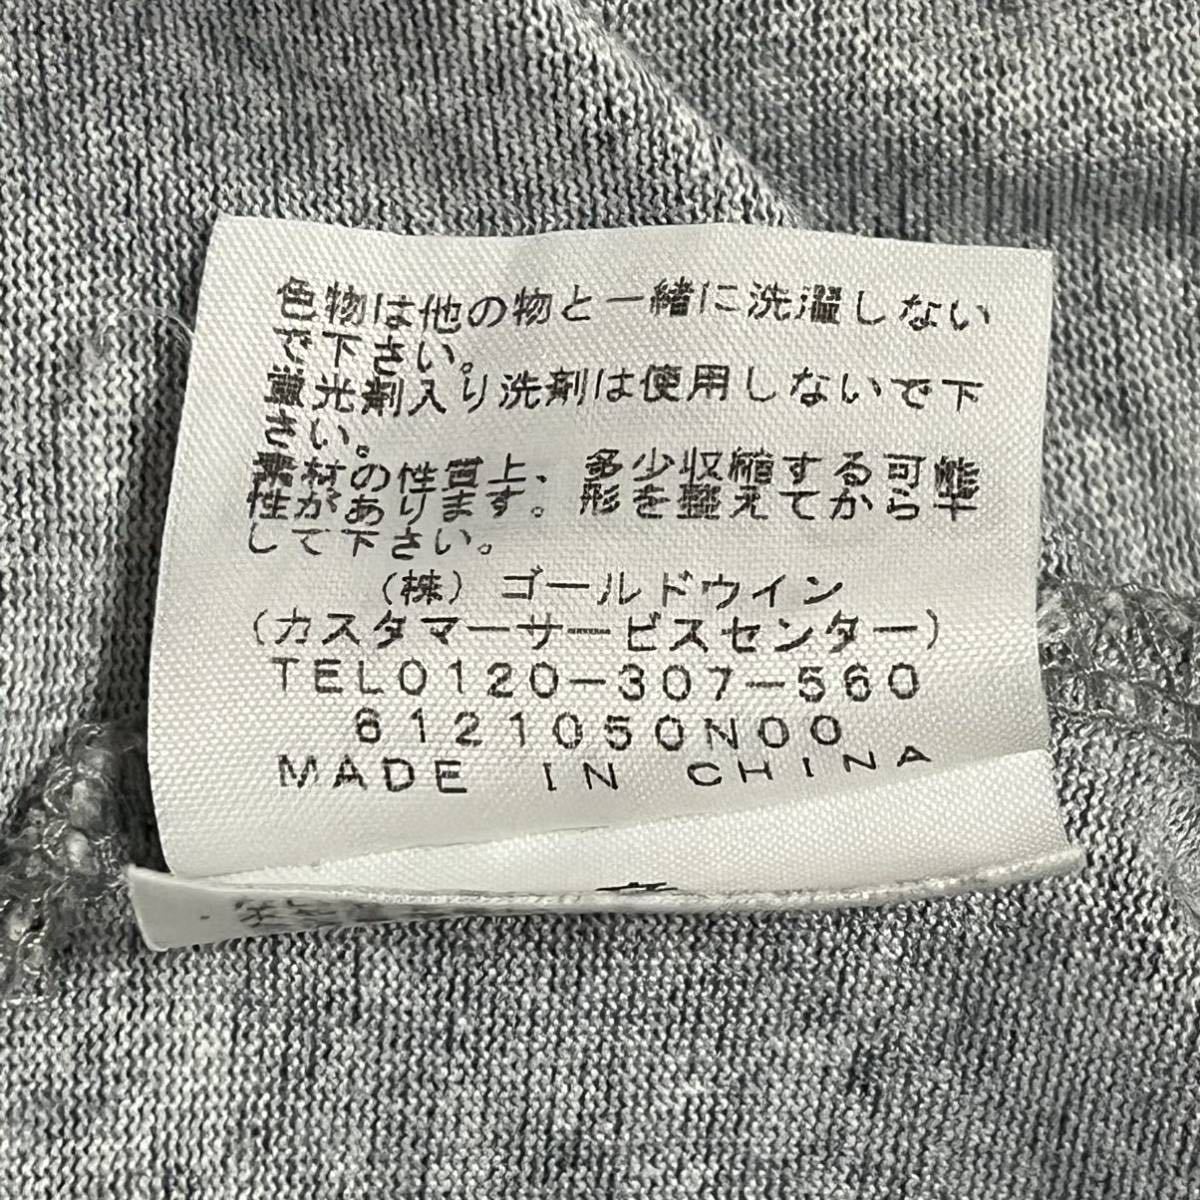 色物は他の物と一緒に洗濯しない
で下さい。
蛍光剤入り洗剤は使用しないで下
さい。
素材の性質上、多少収縮する可能
性があります。形を整えてから干
して下さい。
(株)ゴールドウイン
(カスタマーサービスセンター)
TEL0120-307-560
6121050N00
MADE IN CHINA